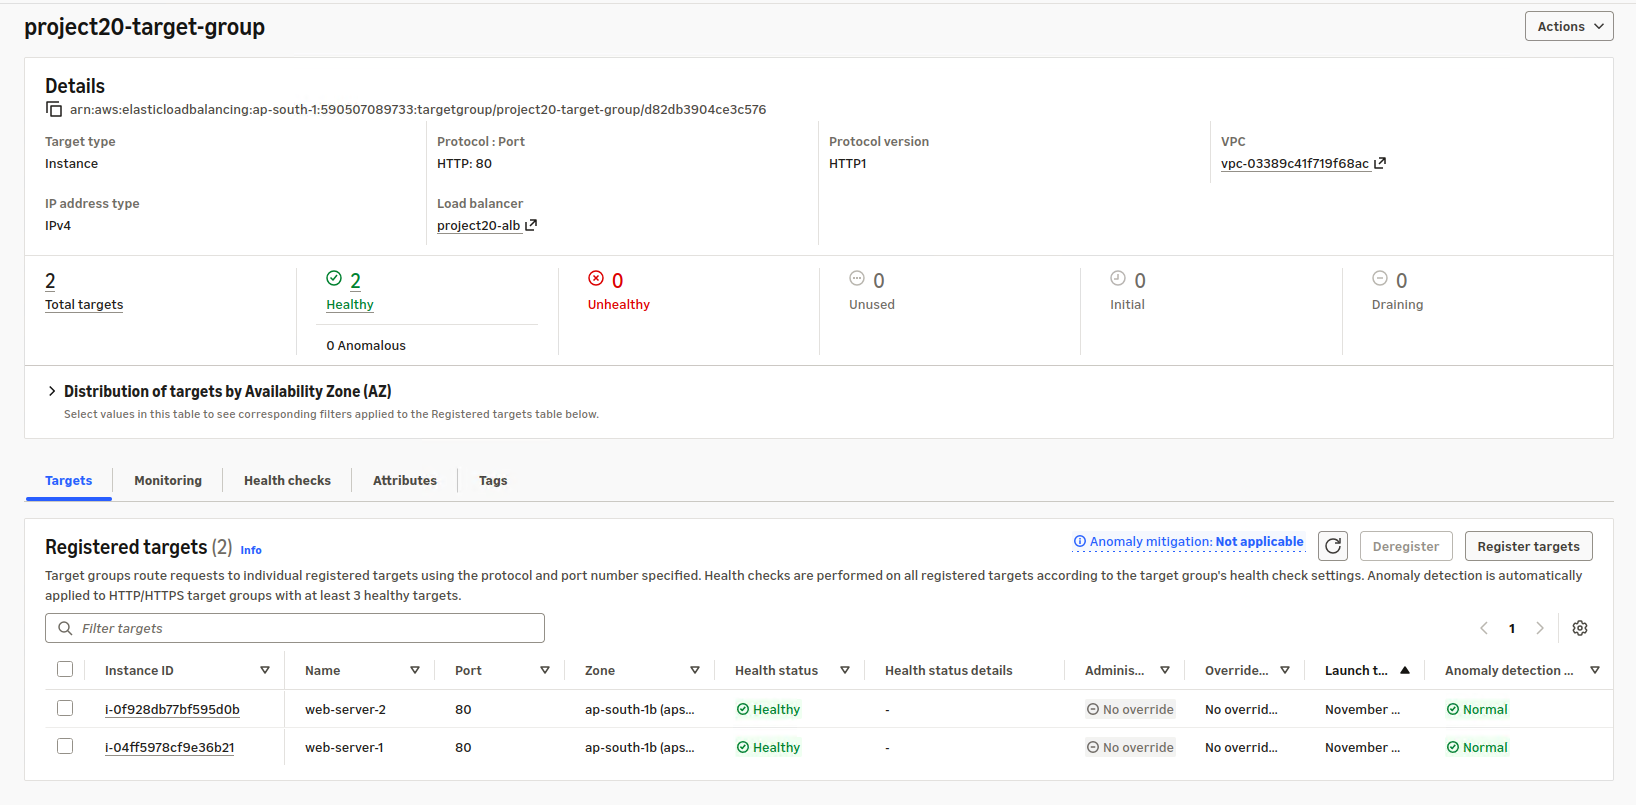 project20-target-group
Actions
Details
arn:aws:elasticloadbalancing:ap-south-1:590507089733:targetgroup/project20-target-group/d82db3904ce3c576
Target type
Instance
Protocol : Port
HTTP: 80
Protocol version
HTTP1
VPC
vpc-03389c41f719f68ac
IP address type
IPv4
Load balancer
project20-alb
2
Total targets
2
Healthy
0 Anomalous
0
Unhealthy
0
Unused
0
Initial
0
Draining
Distribution of targets by Availability Zone (AZ)
Select values in this table to see corresponding filters applied to the Registered targets table below.
Targets
Monitoring
Health checks
Attributes
Tags
Registered targets (2) Info
Anomaly mitigation: Not applicable
Deregister
Register targets
Target groups route requests to individual registered targets using the protocol and port number specified. Health checks are performed on all registered targets according to the target group's health check settings. Anomaly detection is automatically
applied to HTTP/HTTPS target groups with at least 3 healthy targets.
Filter targets
1
Instance ID Name Port Zone Health status Health status details Adminis... Override... Launch t... Anomaly detection ...
i-0f928db77bf595d0b web-server-2 80 ap-south-1b (aps... Healthy - No override No overrid... November ... Normal
i-04ff5978cf9e36b21 web-server-1 80 ap-south-1b (aps... Healthy - No override No overrid... November ... Normal